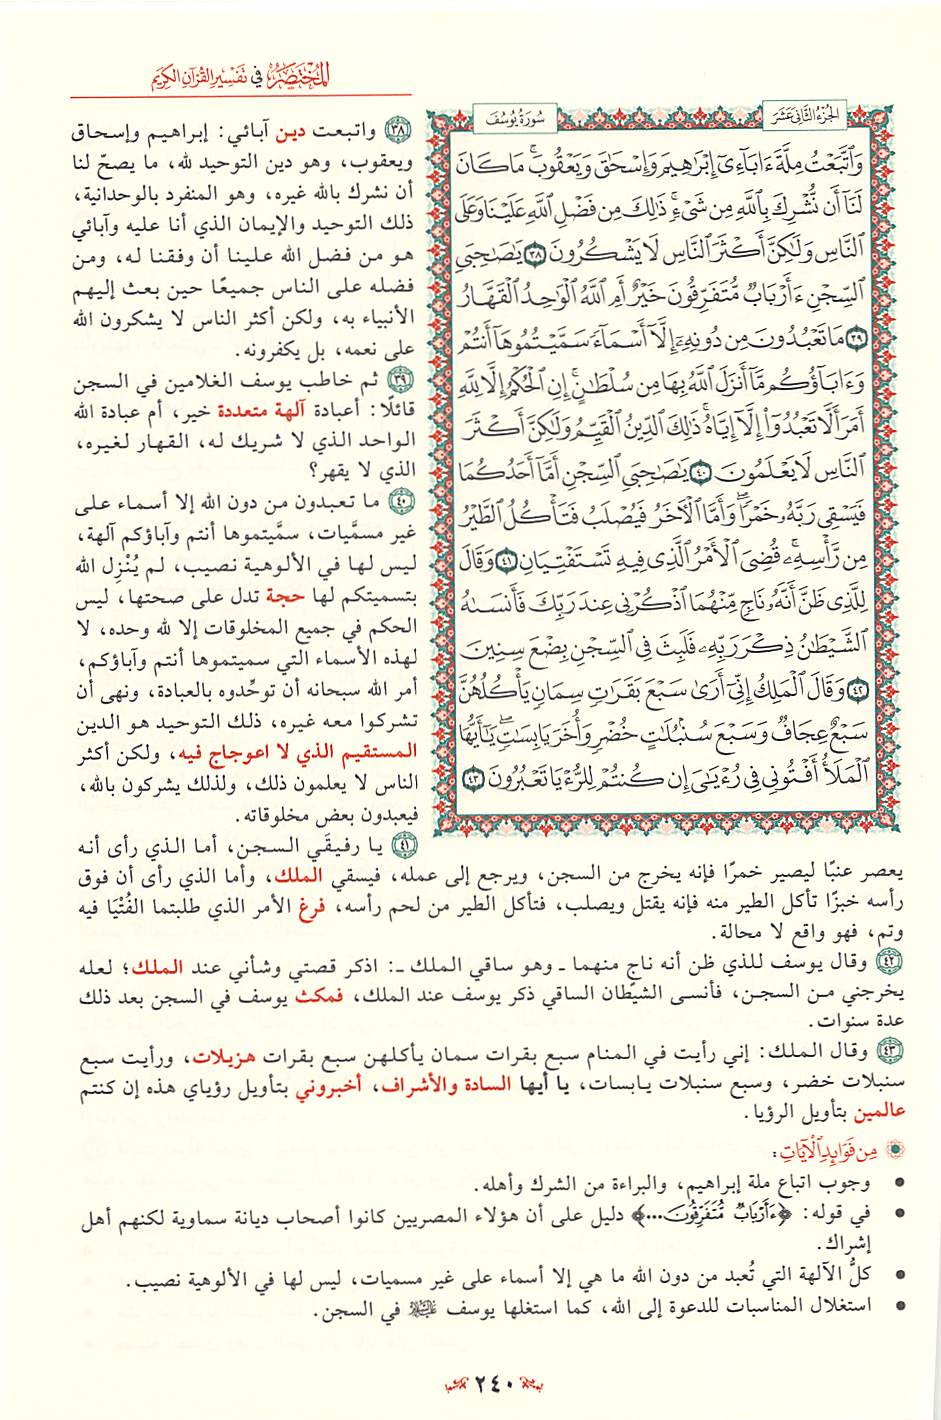 المختصر في تفسير القرآن الكريم
الجزء الثاني عشر
سورة يوسف
وَاتَّبَعْتُ مِلَّةَ ءَابَآءِىٓ إِبْرَٰهِيمَ وَإِسْحَٰقَ وَيَعْقُوبَ ۚ مَا كَانَ
لَنَآ أَن نُّشْرِكَ بِٱللَّهِ مِن شَىْءٍ ۚ ذَٰلِكَ مِن فَضْلِ ٱللَّهِ عَلَيْنَا وَعَلَى
ٱلنَّاسِ وَلَٰكِنَّ أَكْثَرَ ٱلنَّاسِ لَا يَشْكُرُونَ ٣٨ يَٰصَٰحِبَىِ
ٱلسِّجْنِ ءَأَرْبَابٌ مُّتَفَرِّقُونَ خَيْرٌ أَمِ ٱللَّهُ ٱلْوَٰحِدُ ٱلْقَهَّارُ
٣٩ مَا تَعْبُدُونَ مِن دُونِهِۦٓ إِلَّآ أَسْمَآءً سَمَّيْتُمُوهَآ أَنتُمْ
وَءَابَآؤُكُم مَّآ أَنزَلَ ٱللَّهُ بِهَا مِن سُلْطَٰنٍ ۚ إِنِ ٱلْحُكْمُ إِلَّا لِلَّهِ
أَمَرَ أَلَّا تَعْبُدُوٓا۟ إِلَّآ إِيَّاهُ ۚ ذَٰلِكَ ٱلدِّينُ ٱلْقَيِّمُ وَلَٰكِنَّ أَكْثَرَ
ٱلنَّاسِ لَا يَعْلَمُونَ ٤٠ يَٰصَٰحِبَىِ ٱلسِّجْنِ أَمَّآ أَحَدُكُمَا
فَيَسْقِى رَبَّهُۥ خَمْرًا ۖ وَأَمَّا ٱلْءَاخَرُ فَيُصْلَبُ فَتَأْكُلُ ٱلطَّيْرُ
مِن رَّأْسِهِۦ ۚ قُضِىَ ٱلْأَمْرُ ٱلَّذِى فِيهِ تَسْتَفْتِيَانِ ٤١ وَقَالَ
لِلَّذِى ظَنَّ أَنَّهُۥ نَاجٍ مِّنْهُمَا ٱذْكُرْنِى عِندَ رَبِّكَ فَأَنسَىٰهُ
ٱلشَّيْطَٰنُ ذِكْرَ رَبِّهِۦ فَلَبِثَ فِى ٱلسِّجْنِ بِضْعَ سِنِينَ
٤٢ وَقَالَ ٱلْمَلِكُ إِنِّىٓ أَرَىٰ سَبْعَ بَقَرَٰتٍ سِمَانٍ يَأْكُلُهُنَّ
سَبْعٌ عِجَافٌ وَسَبْعَ سُنۢبُلَٰتٍ خُضْرٍ وَأُخَرَ يَابِسَٰتٍ ۖ يَٰٓأَيُّهَا
ٱلْمَلَأُ أَفْتُونِى فِى رُءْيَٰىَ إِن كُنتُمْ لِلرُّءْيَا تَعْبُرُونَ ٤٣
٣٨ واتبعت دين آبائي: إبراهيم وإسحاق
ويعقوب، وهو دين التوحيد لله، ما يصحّ لنا
أن نشرك بالله غيره، وهو المنفرد بالوحدانية،
ذلك التوحيد والإيمان الذي أنا عليه وآبائي
هو من فضل الله علينا أن وفقنا له، ومن
فضله على الناس جميعًا حين بعث إليهم
الأنبياء به، ولكن أكثر الناس لا يشكرون الله
على نعمه، بل يكفرونه.
٣٩ ثم خاطب يوسف الغلامين في السجن
قائلًا: أعبادة آلهة متعددة خير، أم عبادة الله
الواحد الذي لا شريك له، القهار لغيره،
الذي لا يقهر؟
٤٠ ما تعبدون من دون الله إلا أسماء على
غير مسمَّيات، سمَّيتموها أنتم وآباؤكم آلهة،
ليس لها في الألوهية نصيب، لم يُنْزِل الله
بتسميتكم لها حجة تدل على صحتها، ليس
الحكم في جميع المخلوقات إلا لله وحده، لا
لهذه الأسماء التي سميتموها أنتم وآباؤكم،
أمر الله سبحانه أن توحِّدوه بالعبادة، ونهى أن
تشركوا معه غيره، ذلك التوحيد هو الدين
المستقيم الذي لا اعوجاج فيه، ولكن أكثر
الناس لا يعلمون ذلك، ولذلك يشركون بالله،
فيعبدون بعض مخلوقاته.
٤١ يا رفيقَي السجن، أما الذي رأى أنه
يعصر عنبًا ليصير خمرًا فإنه يخرج من السجن، ويرجع إلى عمله، فيسقي الملك، وأما الذي رأى أن فوق
رأسه خبزًا تأكل الطير منه فإنه يقتل ويصلب، فتأكل الطير من لحم رأسه، فرغ الأمر الذي طلبتما الفُتْيَا فيه
وتم، فهو واقع لا محالة.
٤٢ وقال يوسف للذي ظن أنه ناجٍ منهما ـ وهو ساقي الملك ـ: اذكر قصتي وشأني عند الملك؛ لعله
يخرجني من السجن، فأنسى الشيطان الساقي ذكر يوسف عند الملك، فمكث يوسف في السجن بعد ذلك
عدة سنوات.
٤٣ وقال الملك: إني رأيت في المنام سبع بقرات سمان يأكلهن سبع بقرات هزيلات، ورأيت سبع
سنبلات خضر، وسبع سنبلات يابسات، يا أيها السادة والأشراف، أخبروني بتأويل رؤياي هذه إن كنتم
عالمين بتأويل الرؤيا.
من فوائد الآيات:
• وجوب اتباع ملة إبراهيم، والبراءة من الشرك وأهله.
• في قوله: ﴿ءَأَرْبَابٌ مُّتَفَرِّقُونَ...﴾ دليل على أن هؤلاء المصريين كانوا أصحاب ديانة سماوية لكنهم أهل
إشراك.
• كلُّ الآلهة التي تُعبد من دون الله ما هي إلا أسماء على غير مسميات، ليس لها في الألوهية نصيب.
• استغلال المناسبات للدعوة إلى الله، كما استغلها يوسف عليه السلام في السجن.
٢٤٠